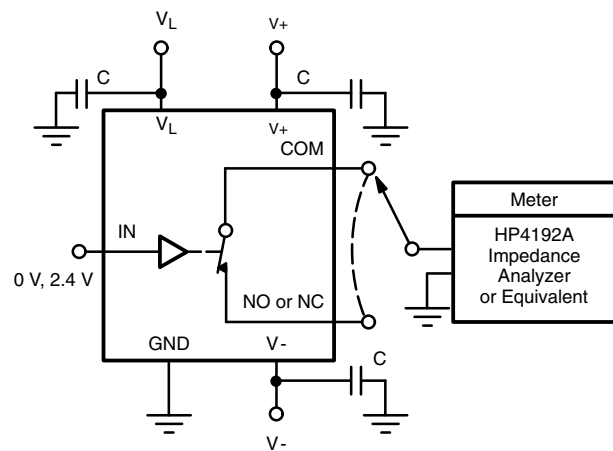 VL
V+
C
C
VL
V+
COM
IN
0 V, 2.4 V
NO or NC
GND
V-
C
V-
Meter
HP4192A
Impedance
Analyzer
or Equivalent